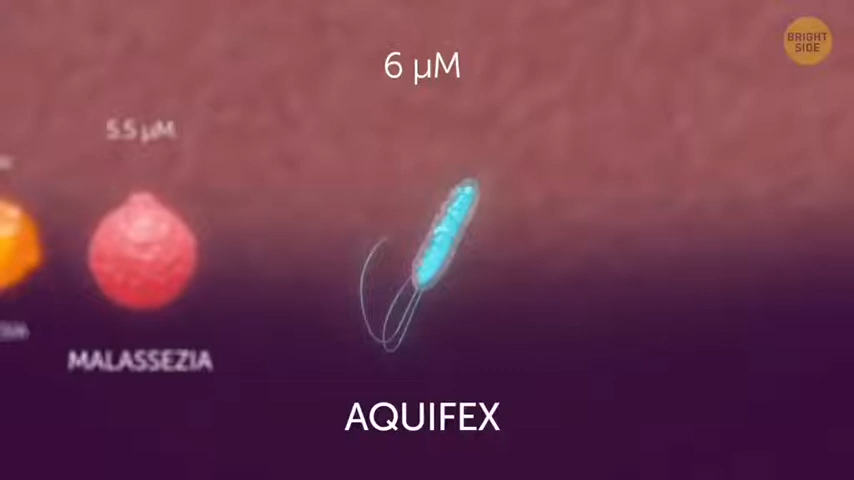 BRIGHT
SIDE
6 µM
5.5 µM
MALASSEZIA
AQUIFEX